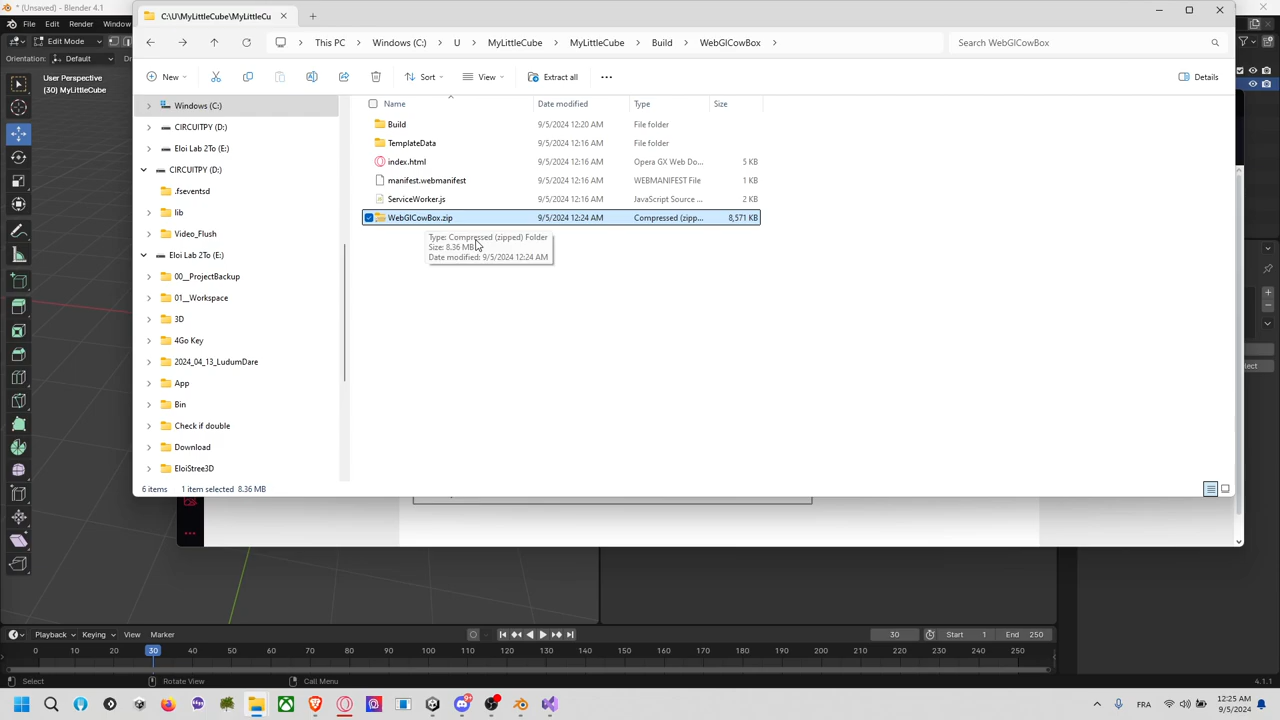 * (Unsaved) - Blender 4.1
C:\U\MyLittleCube\MyLittleCu
File Edit Render
Edit Mode
Orientation: Default
This PC > Windows (C:) > U > MyLittleCube > MyLittleCube > Build > WebGlCowBox >
Search WebGlCowBox
New
Sort
View
Extract all
Details
User Perspective
(30) MyLittleCube
Name Date modified Type Size
Build 9/5/2024 12:20 AM File folder
TemplateData 9/5/2024 12:16 AM File folder
index.html 9/5/2024 12:16 AM Opera GX Web Do... 5 KB
manifest.webmanifest 9/5/2024 12:16 AM WEBMANIFEST File 1 KB
ServiceWorker.js 9/5/2024 12:16 AM JavaScript Source ... 2 KB
WebGlCowBox.zip 9/5/2024 12:24 AM Compressed (zipp... 8,571 KB
Type: Compressed (zipped) Folder
Size: 8.36 MB
Date modified: 9/5/2024 12:24 AM
Windows (C:)
CIRCUITPY (D:)
Eloi Lab 2To (E:)
CIRCUITPY (D:)
.fseventsd
lib
Video_Flush
Eloi Lab 2To (E:)
00__ProjectBackup
01__Workspace
3D
4Go Key
2024_04_13_LudumDare
App
Bin
Check if double
Download
EloiStree3D
6 items 1 item selected 8.36 MB
lect
Playback Keying View Marker
30 Start 1 End 250
0 10 20 30 40 50 60 70 80 90 100 110 120 130 140 150 160 170 180 190 200 210 220 230 240 250
Select Rotate View Call Menu 4.1.1
FRA
12:25 AM
9/5/2024